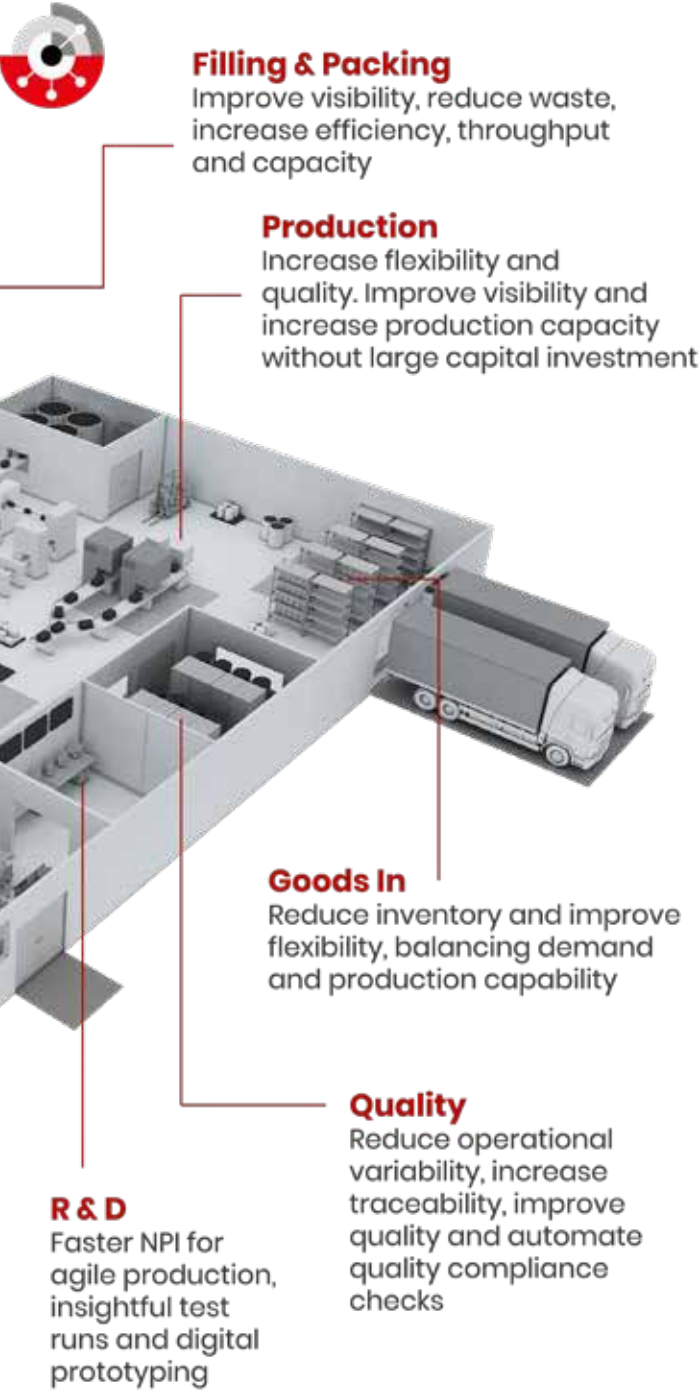 Filling & Packing
Improve visibility, reduce waste,
increase efficiency, throughput
and capacity
Production
Increase flexibility and
quality. Improve visibility and
increase production capacity
without large capital investment
Goods In
Reduce inventory and improve
flexibility, balancing demand
and production capability
Quality
Reduce operational
variability, increase
traceability, improve
quality and automate
quality compliance
checks
R & D
Faster NPI for
agile production,
insightful test
runs and digital
prototyping